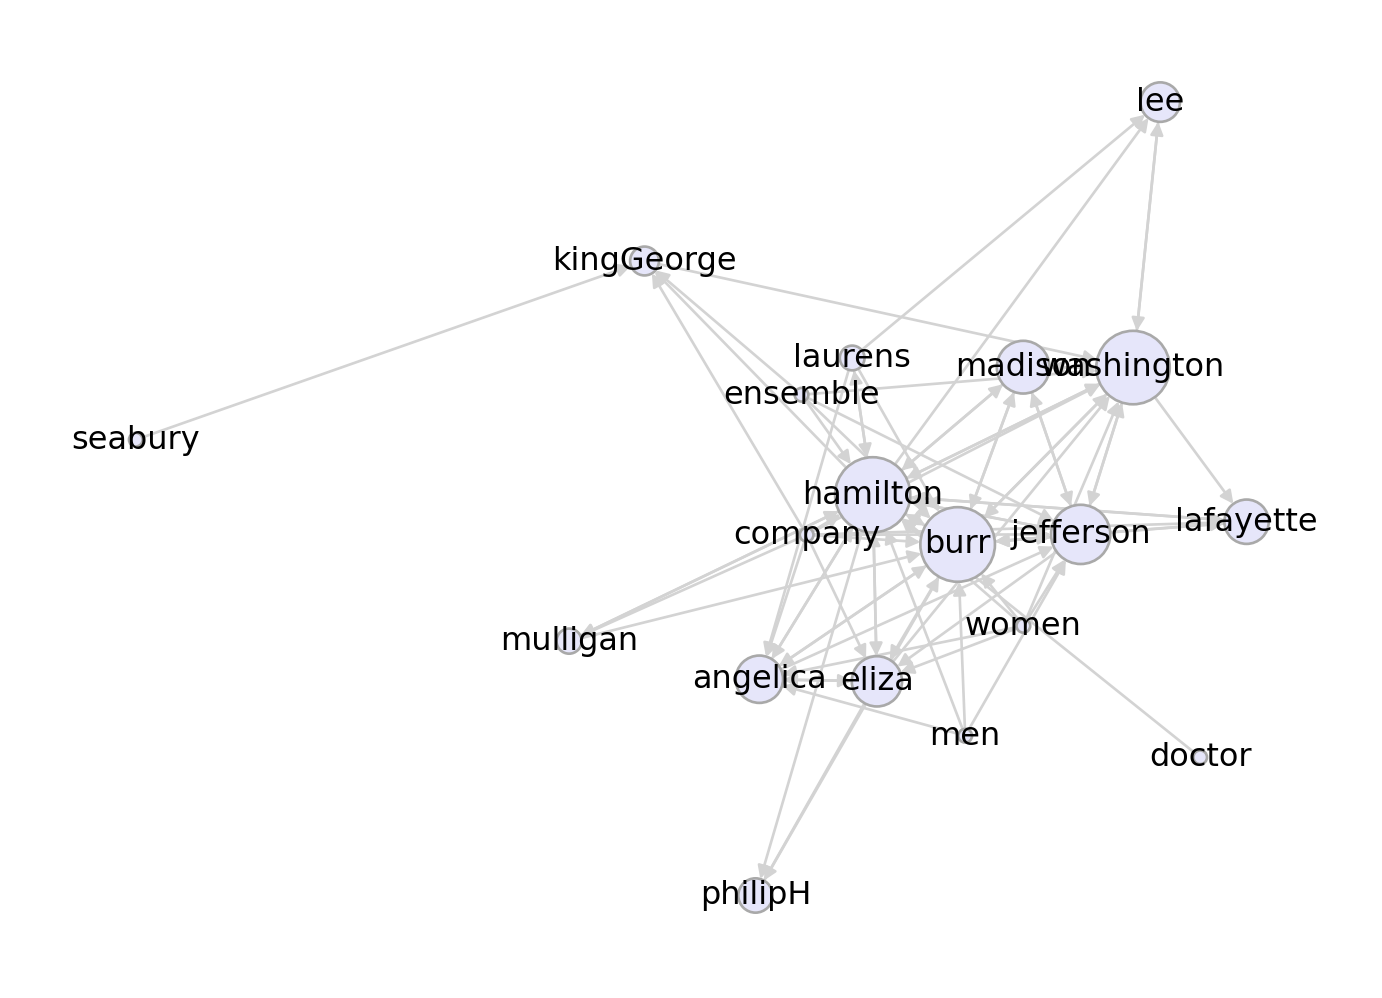 lee
kingGeorge
laurens
madison
washington
ensemble
seabury
hamilton
lafayette
company
burr
jefferson
women
mulligan
angelica
eliza
men
doctor
philipH